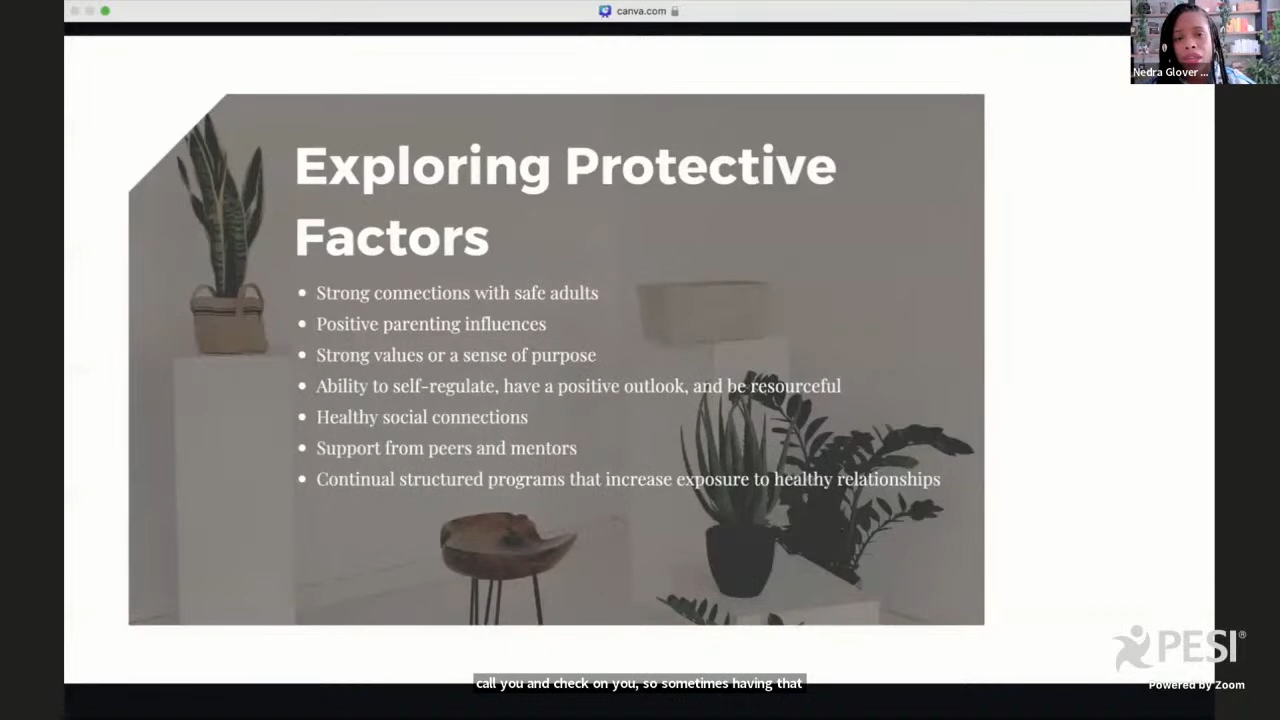 canva.com
Nedra Glover ...
Exploring Protective
Factors
• Strong connections with safe adults
• Positive parenting influences
• Strong values or a sense of purpose
• Ability to self-regulate, have a positive outlook, and be resourceful
• Healthy social connections
• Support from peers and mentors
• Continual structured programs that increase exposure to healthy relationships
PESI®
call you and check on you, so sometimes having that
Powered by Zoom